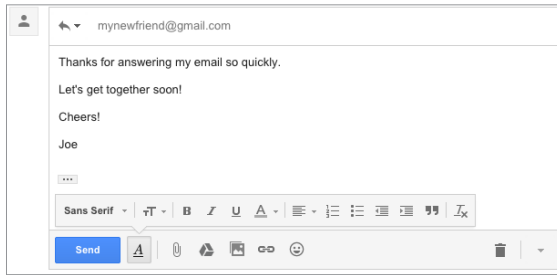 mynewfriend@gmail.com
Thanks for answering my email so quickly.
Let's get together soon!
Cheers!
Joe
Sans Serif
Send